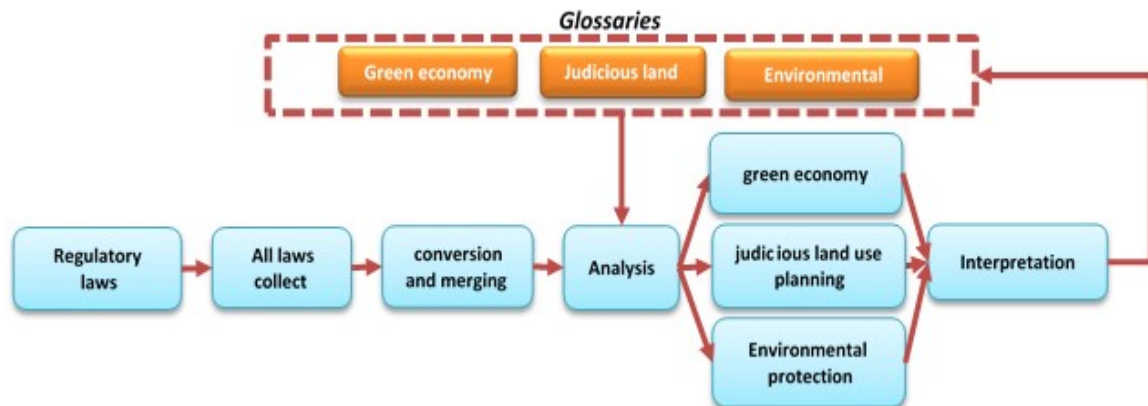 Glossaries
Green economy
Judicious land
Environmental
green economy
Regulatory
laws
All laws
collect
conversion
and merging
Analysis
judicious land use
planning
Interpretation
Environmental
protection